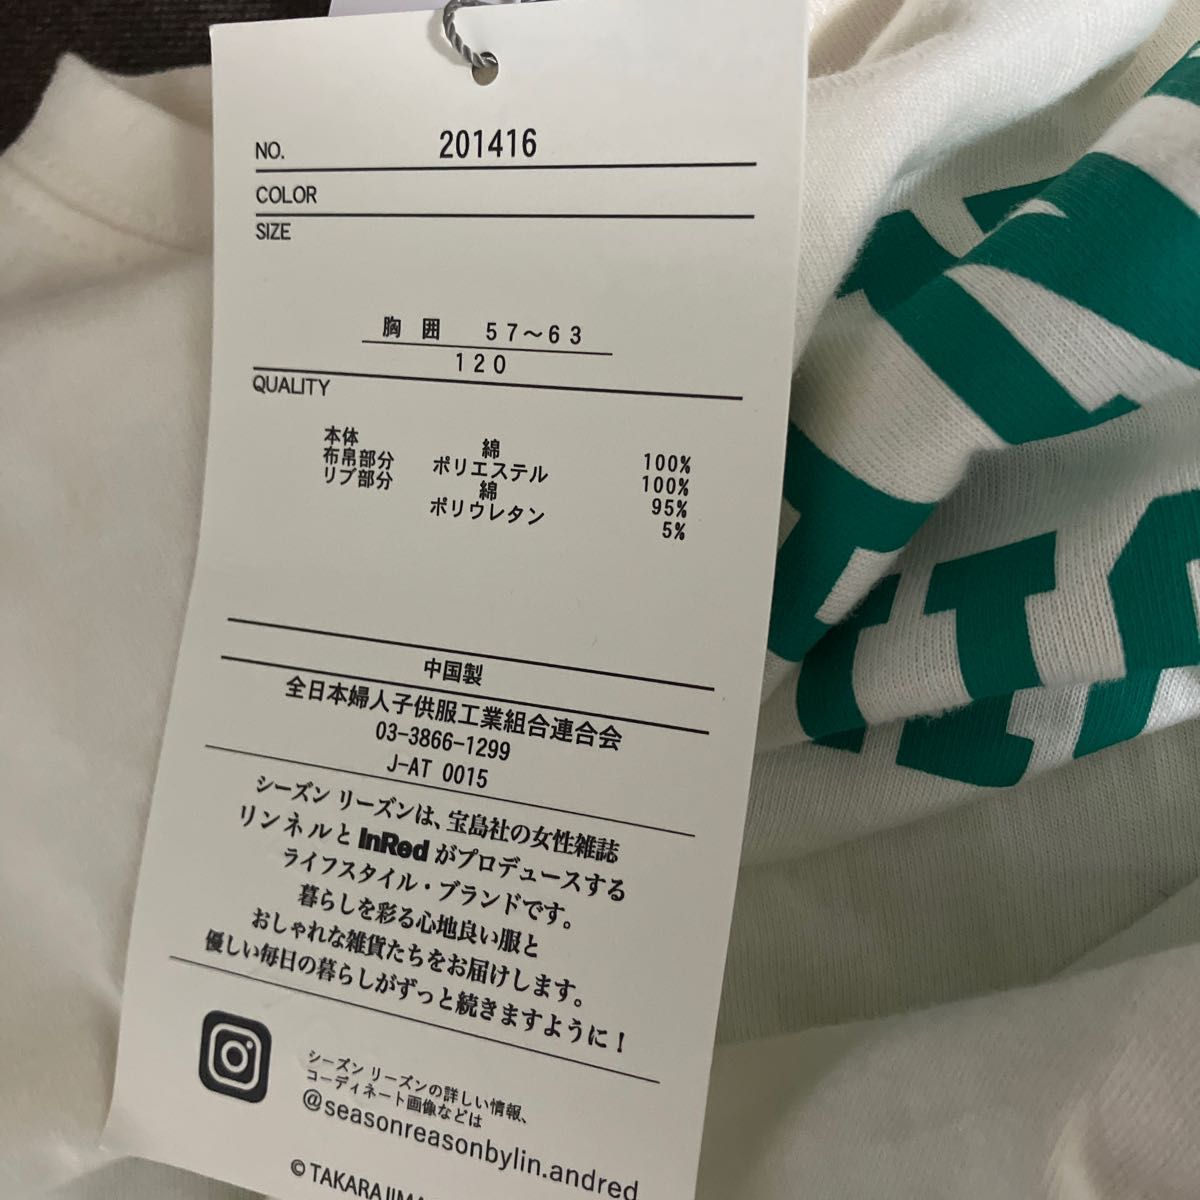 NO. 201416
COLOR
SIZE
胸 囲 57～63
120
QUALITY
本体 綿 100%
布帛部分 ポリエステル 100%
リブ部分 綿 95%
ポリウレタン 5%
中国製
全日本婦人子供服工業組合連合会
03-3866-1299
J-AT 0015
シーズン リーズンは、宝島社の女性雑誌
リンネルと InRed がプロデュースする
ライフスタイル・ブランドです。
暮らしを彩る心地良い服と
おしゃれな雑貨たちをお届けします。
優しい毎日の暮らしがずっと続きますように！
シーズン リーズンの詳しい情報、
コーディネート画像などは
@seasonreasonbylin.andred
© TAKARAJIMA